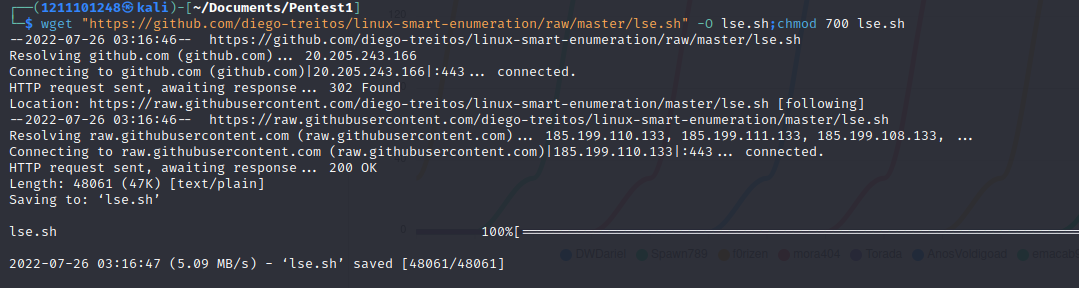 ┌──(1211101248㉿kali)-[~/Documents/Pentest1]
└─$ wget "https://github.com/diego-treitos/linux-smart-enumeration/raw/master/lse.sh" -O lse.sh;chmod 700 lse.sh
--2022-07-26 03:16:46--  https://github.com/diego-treitos/linux-smart-enumeration/raw/master/lse.sh
Resolving github.com (github.com)... 20.205.243.166
Connecting to github.com (github.com)|20.205.243.166|:443... connected.
HTTP request sent, awaiting response... 302 Found
Location: https://raw.githubusercontent.com/diego-treitos/linux-smart-enumeration/master/lse.sh [following]
--2022-07-26 03:16:46--  https://raw.githubusercontent.com/diego-treitos/linux-smart-enumeration/master/lse.sh
Resolving raw.githubusercontent.com (raw.githubusercontent.com)... 185.199.110.133, 185.199.111.133, 185.199.108.133, ...
Connecting to raw.githubusercontent.com (raw.githubusercontent.com)|185.199.110.133|:443... connected.
HTTP request sent, awaiting response... 200 OK
Length: 48061 (47K) [text/plain]
Saving to: ‘lse.sh’
0
lse.sh 100%[==================================================================
DWDaniel mors404
2022-07-26 03:16:47 (5.09 MB/s) - ‘lse.sh’ saved [48061/48061]